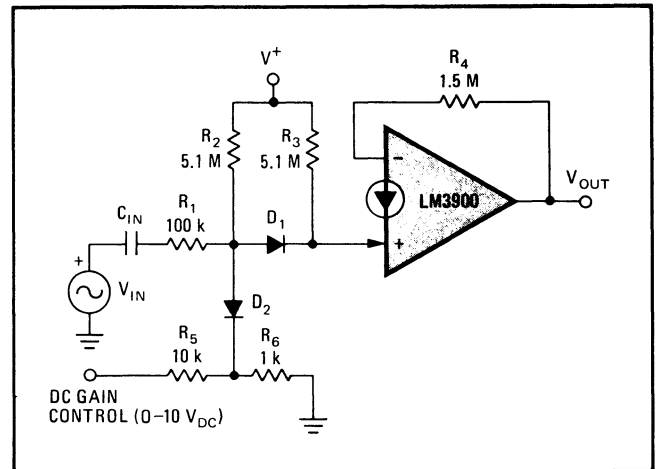 V+
R4
1.5 M
R2
5.1 M
R3
5.1 M
−
LM3900
VOUT
CIN
R1
100 k
D1
+
+
VIN
D2
R5
10 k
R6
1 k
DC GAIN
CONTROL (0−10 VDC)